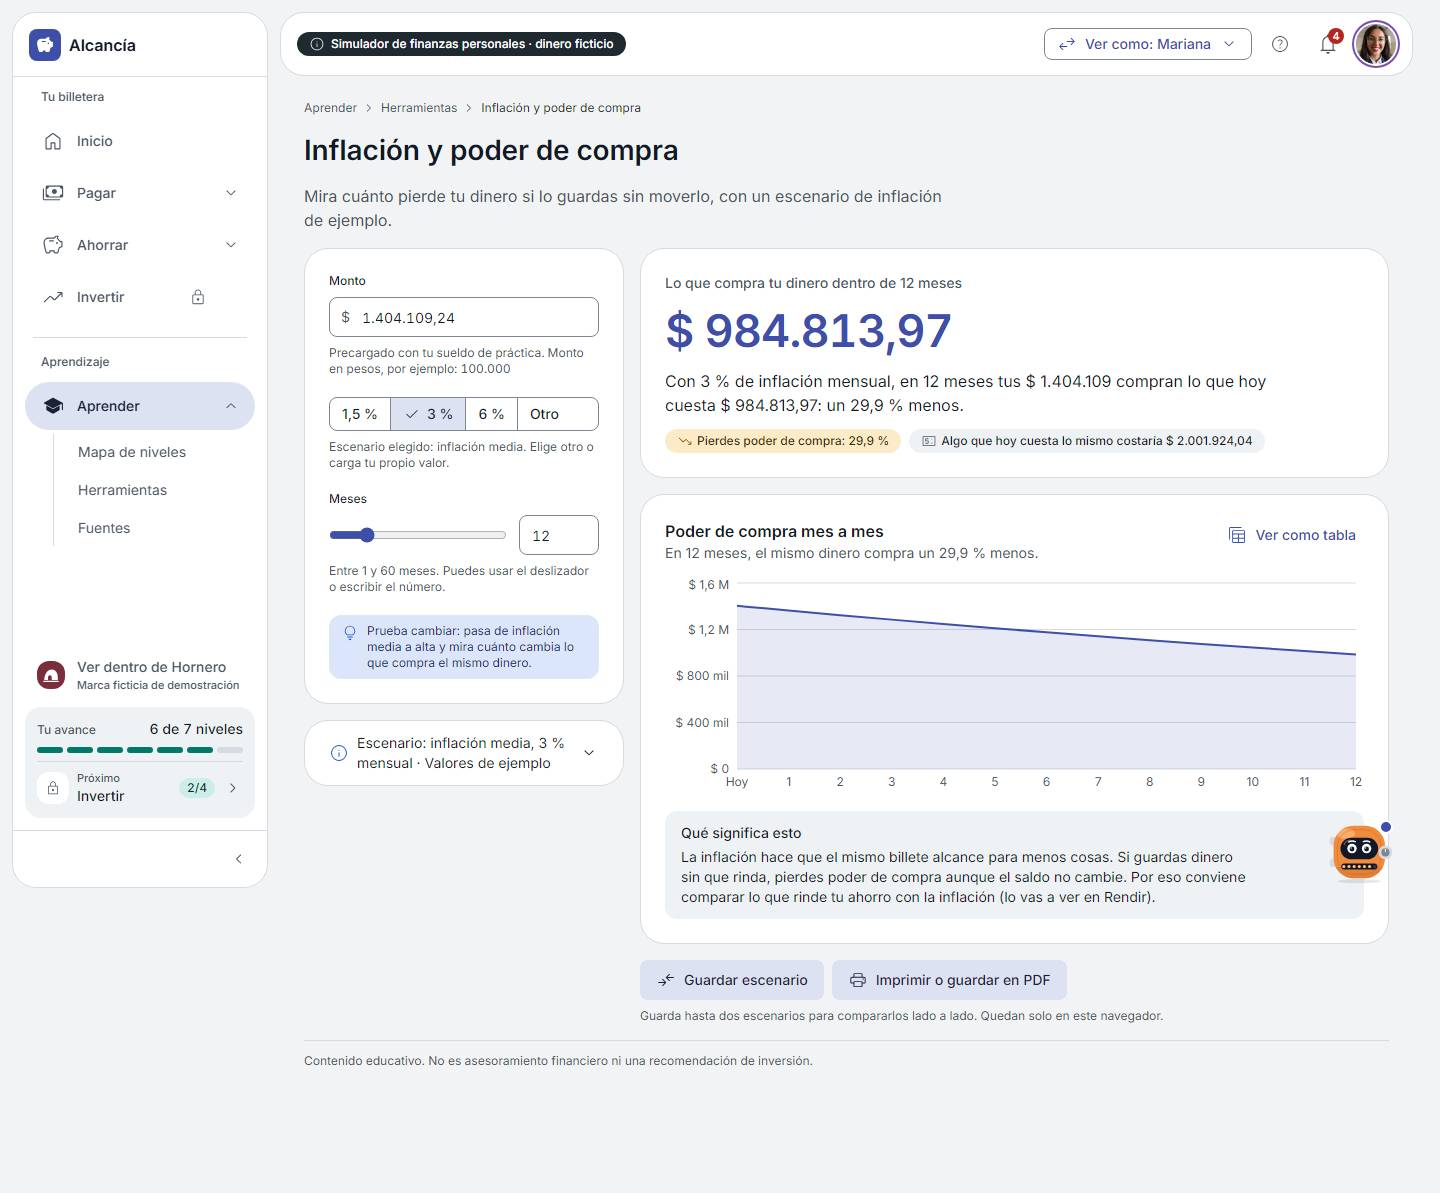 Alcancía
Simulador de finanzas personales · dinero ficticio
Ver como: Mariana
4
Tu billetera
Inicio
Pagar
Ahorrar
Invertir
Aprendizaje
Aprender
Mapa de niveles
Herramientas
Fuentes
Ver dentro de Hornero
Marca ficticia de demostración
Tu avance
6 de 7 niveles
Próximo
Invertir
2/4
Aprender
Herramientas
Inflación y poder de compra
Inflación y poder de compra
Mira cuánto pierde tu dinero si lo guardas sin moverlo, con un escenario de inflación
de ejemplo.
Monto
$ 1.404.109,24
Precargado con tu sueldo de práctica. Monto
en pesos, por ejemplo: 100.000
1,5 %
3 %
6 %
Otro
Escenario elegido: inflación media. Elige otro o
carga tu propio valor.
Meses
12
Entre 1 y 60 meses. Puedes usar el deslizador
o escribir el número.
Prueba cambiar: pasa de inflación
media a alta y mira cuánto cambia lo
que compra el mismo dinero.
Escenario: inflación media, 3 %
mensual · Valores de ejemplo
Lo que compra tu dinero dentro de 12 meses
$ 984.813,97
Con 3 % de inflación mensual, en 12 meses tus $ 1.404.109 compran lo que hoy
cuesta $ 984.813,97: un 29,9 % menos.
Pierdes poder de compra: 29,9 %
Algo que hoy cuesta lo mismo costaría $ 2.001.924,04
Poder de compra mes a mes
Ver como tabla
En 12 meses, el mismo dinero compra un 29,9 % menos.
$ 1,6 M
$ 1,2 M
$ 800 mil
$ 400 mil
$ 0
Hoy 1 2 3 4 5 6 7 8 9 10 11 12
Qué significa esto
La inflación hace que el mismo billete alcance para menos cosas. Si guardas dinero
sin que rinda, pierdes poder de compra aunque el saldo no cambie. Por eso conviene
comparar lo que rinde tu ahorro con la inflación (lo vas a ver en Rendir).
Guardar escenario
Imprimir o guardar en PDF
Guarda hasta dos escenarios para compararlos lado a lado. Quedan solo en este navegador.
Contenido educativo. No es asesoramiento financiero ni una recomendación de inversión.